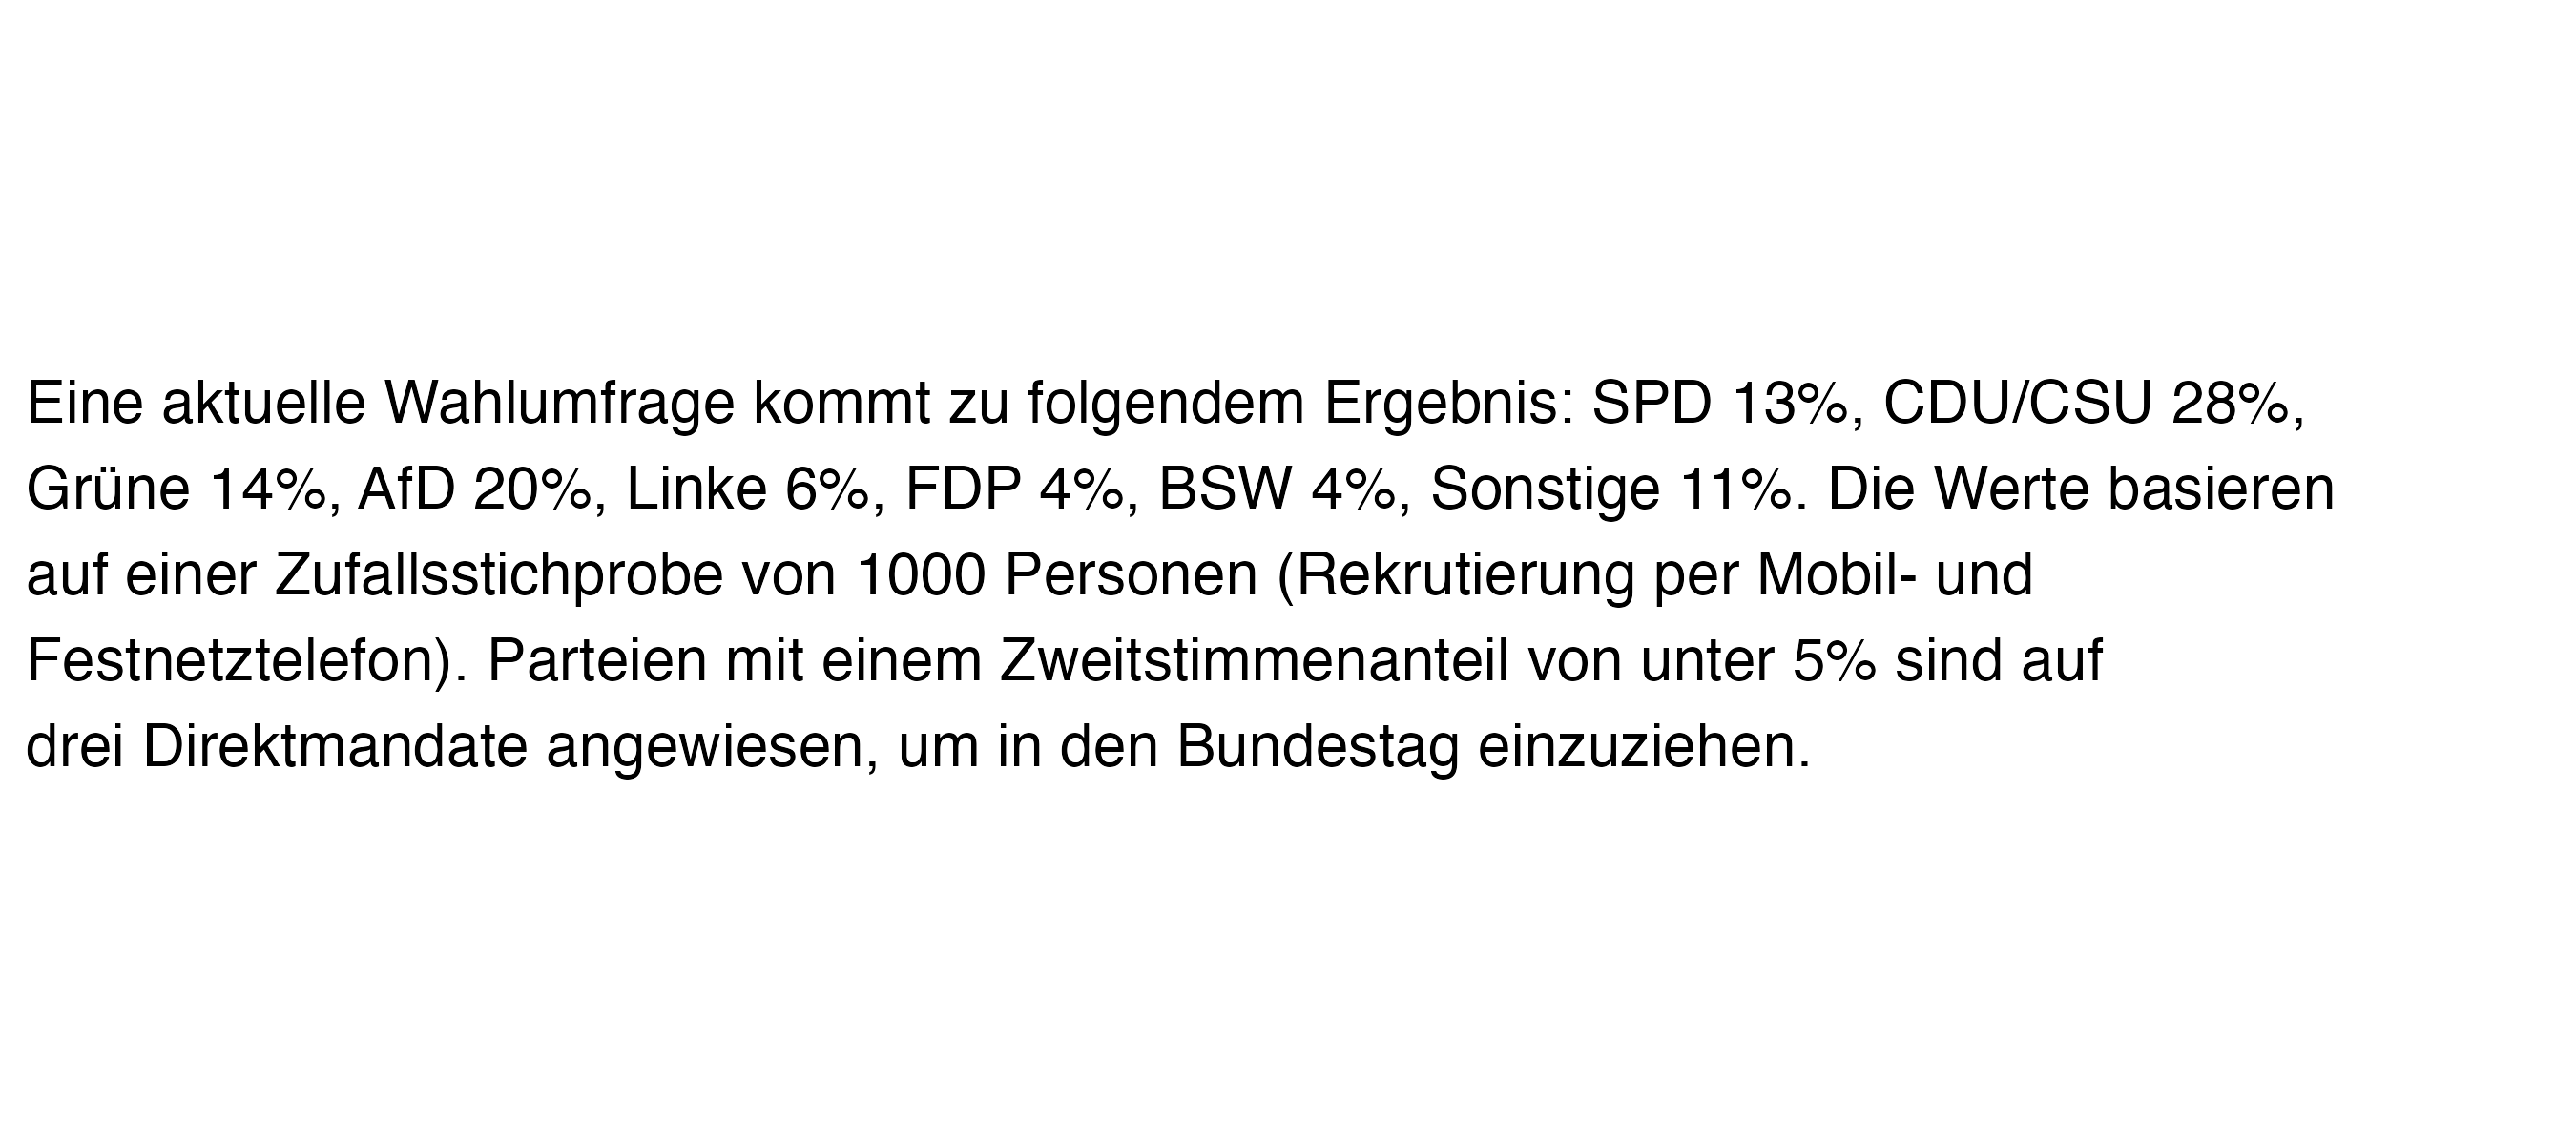 Eine aktuelle Wahlumfrage kommt zu folgendem Ergebnis: SPD 13%, CDU/CSU 28%,
Grüne 14%, AfD 20%, Linke 6%, FDP 4%, BSW 4%, Sonstige 11%. Die Werte basieren
auf einer Zufallsstichprobe von 1000 Personen (Rekrutierung per Mobil- und
Festnetztelefon). Parteien mit einem Zweitstimmenanteil von unter 5% sind auf
drei Direktmandate angewiesen, um in den Bundestag einzuziehen.